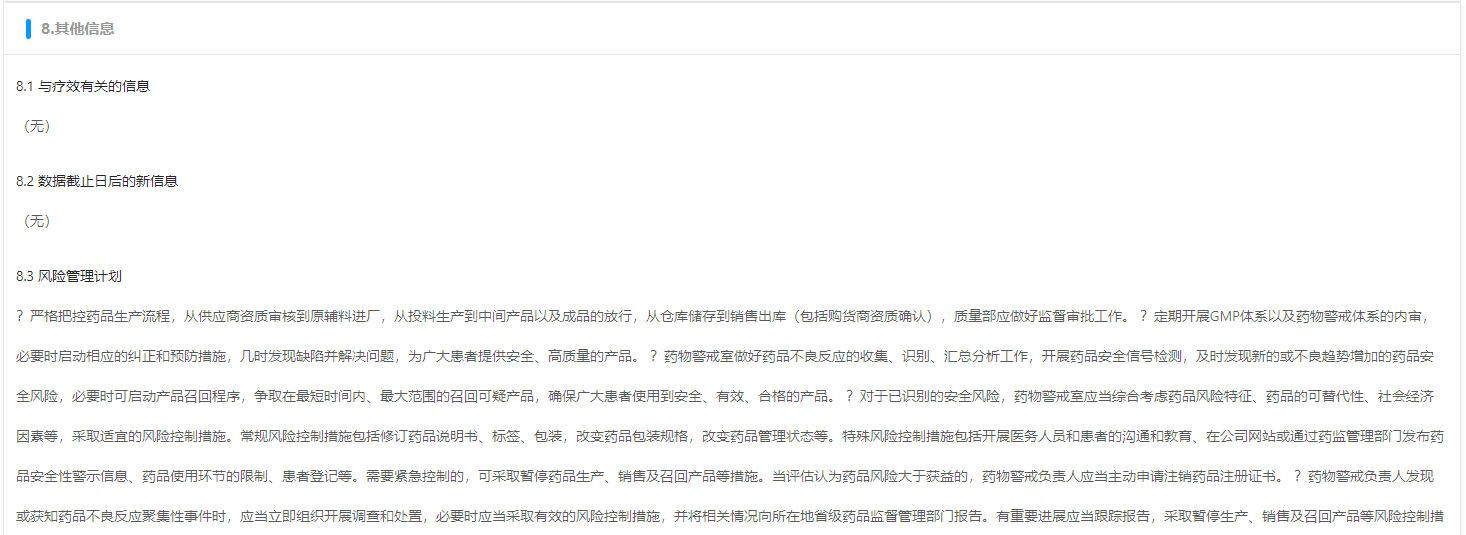 8.其他信息
8.1 与疗效有关的信息
（无）
8.2 数据截止日后的新信息
（无）
8.3 风险管理计划
？严格把控药品生产流程，从供应商资质审核到原辅料进厂，从投料生产到中间产品以及成品的放行，从仓库储存到销售出库（包括购货商资质确认），质量部应做好监督审批工作。 ？定期开展GMP体系以及药物警戒体系的内审，
必要时启动相应的纠正和预防措施，几时发现缺陷并解决问题，为广大患者提供安全、高质量的产品。 ？药物警戒室做好药品不良反应的收集、识别、汇总分析工作，开展药品安全信号检测，及时发现新的或不良趋势增加的药品安
全风险，必要时可启动产品召回程序，争取在最短时间内、最大范围的召回可疑产品，确保广大患者使用到安全、有效、合格的产品。 ？对于已识别的安全风险，药物警戒室应当综合考虑药品风险特征、药品的可替代性、社会经济
因素等，采取适宜的风险控制措施。常规风险控制措施包括修订药品说明书、标签、包装，改变药品包装规格，改变药品管理状态等。特殊风险控制措施包括开展医务人员和患者的沟通和教育、在公司网站或通过药监管理部门发布药
品安全性警示信息、药品使用环节的限制、患者登记等。需要紧急控制的，可采取暂停药品生产、销售及召回产品等措施。当评估认为药品风险大于获益的，药物警戒负责人应当主动申请注销药品注册证书。 ？药物警戒负责人发现
或获知药品不良反应聚集性事件时，应当立即组织开展调查和处置，必要时应当采取有效的风险控制措施，并将相关情况向所在地省级药品监督管理部门报告。有重要进展应当跟踪报告，采取暂停生产、销售及召回产品等风险控制措